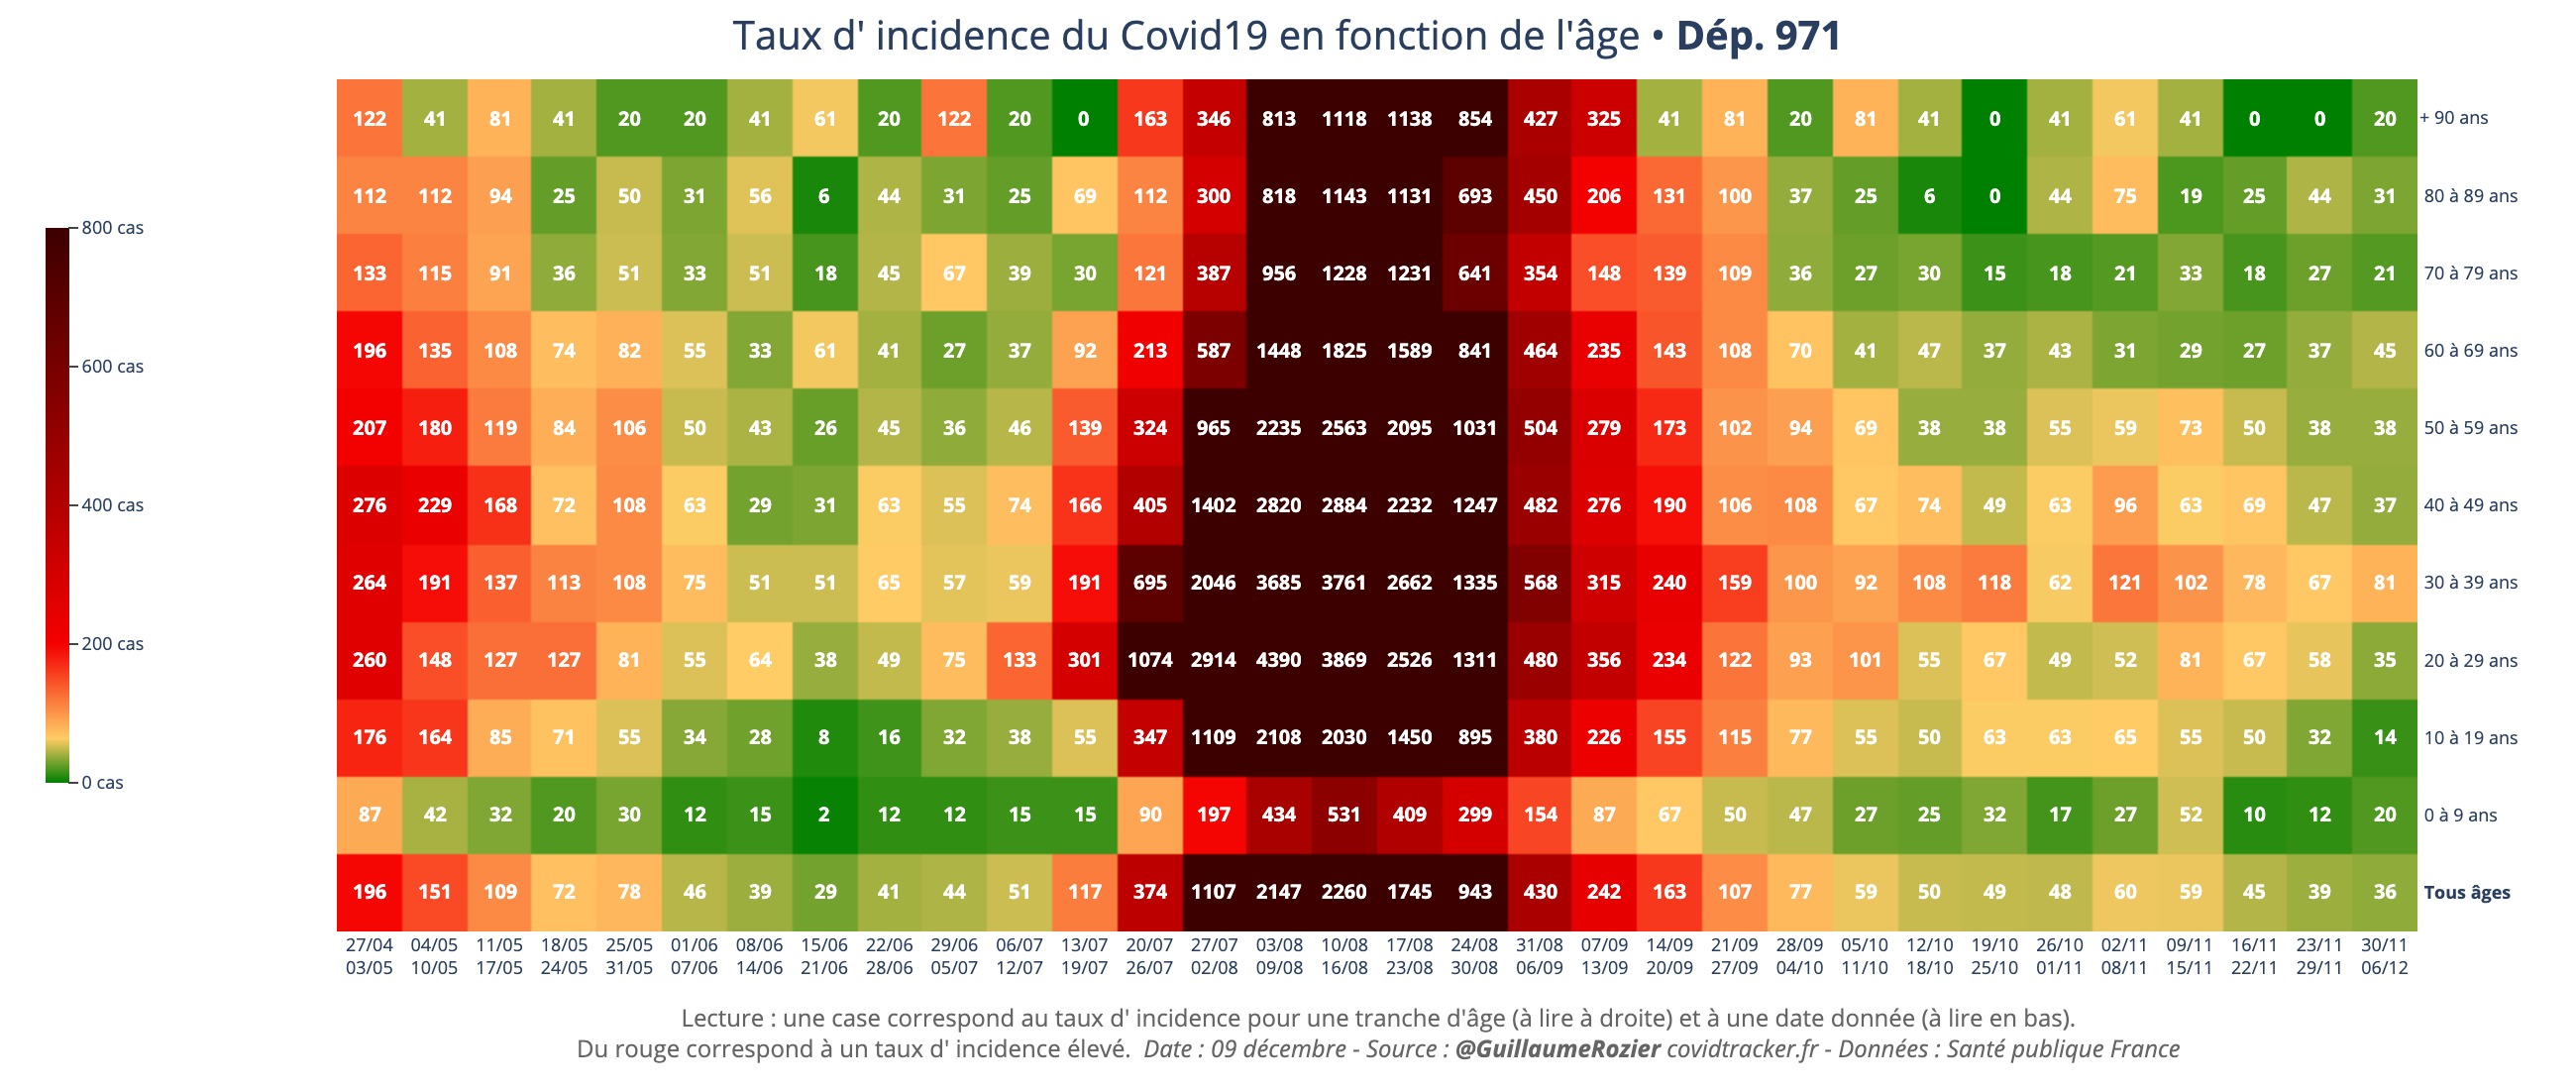 Taux d' incidence du Covid19 en fonction de l'âge • Dép. 971
800 cas
600 cas
400 cas
200 cas
0 cas
122 41 81 41 20 20 41 61 20 122 20 0 163 346 813 1118 1138 854 427 325 41 81 20 81 41 0 41 61 41 0 0 20 + 90 ans
112 112 94 25 50 31 56 6 44 31 25 69 112 300 818 1143 1131 693 450 206 131 100 37 25 6 0 44 75 19 25 44 31 80 à 89 ans
133 115 91 36 51 33 51 18 45 67 39 30 121 387 956 1228 1231 641 354 148 139 109 36 27 30 15 18 21 33 18 27 21 70 à 79 ans
196 135 108 74 82 55 33 61 41 27 37 92 213 587 1448 1825 1589 841 464 235 143 108 70 41 47 37 43 31 29 27 37 45 60 à 69 ans
207 180 119 84 106 50 43 26 45 36 46 139 324 965 2235 2563 2095 1031 504 279 173 102 94 69 38 38 55 59 73 50 38 38 50 à 59 ans
276 229 168 72 108 63 29 31 63 55 74 166 405 1402 2820 2884 2232 1247 482 276 190 106 108 67 74 49 63 96 63 69 47 37 40 à 49 ans
264 191 137 113 108 75 51 51 65 57 59 191 695 2046 3685 3761 2662 1335 568 315 240 159 100 92 108 118 62 121 102 78 67 81 30 à 39 ans
260 148 127 127 81 55 64 38 49 75 133 301 1074 2914 4390 3869 2526 1311 480 356 234 122 93 101 55 67 49 52 81 67 58 35 20 à 29 ans
176 164 85 71 55 34 28 8 16 32 38 55 347 1109 2108 2030 1450 895 380 226 155 115 77 55 50 63 63 65 55 50 32 14 10 à 19 ans
87 42 32 20 30 12 15 2 12 12 15 15 90 197 434 531 409 299 154 87 67 50 47 27 25 32 17 27 52 10 12 20 0 à 9 ans
196 151 109 72 78 46 39 29 41 44 51 117 374 1107 2147 2260 1745 943 430 242 163 107 77 59 50 49 48 60 59 45 39 36 Tous âges
27/04 04/05 11/05 18/05 25/05 01/06 08/06 15/06 22/06 29/06 06/07 13/07 20/07 27/07 03/08 10/08 17/08 24/08 31/08 07/09 14/09 21/09 28/09 05/10 12/10 19/10 26/10 02/11 09/11 16/11 23/11 30/11
03/05 10/05 17/05 24/05 31/05 07/06 14/06 21/06 28/06 05/07 12/07 19/07 26/07 02/08 09/08 16/08 23/08 30/08 06/09 13/09 20/09 27/09 04/10 11/10 18/10 25/10 01/11 08/11 15/11 22/11 29/11 06/12
Lecture : une case correspond au taux d' incidence pour une tranche d'âge (à lire à droite) et à une date donnée (à lire en bas).
Du rouge correspond à un taux d' incidence élevé. Date : 09 décembre - Source : @GuillaumeRozier covidtracker.fr - Données : Santé publique France